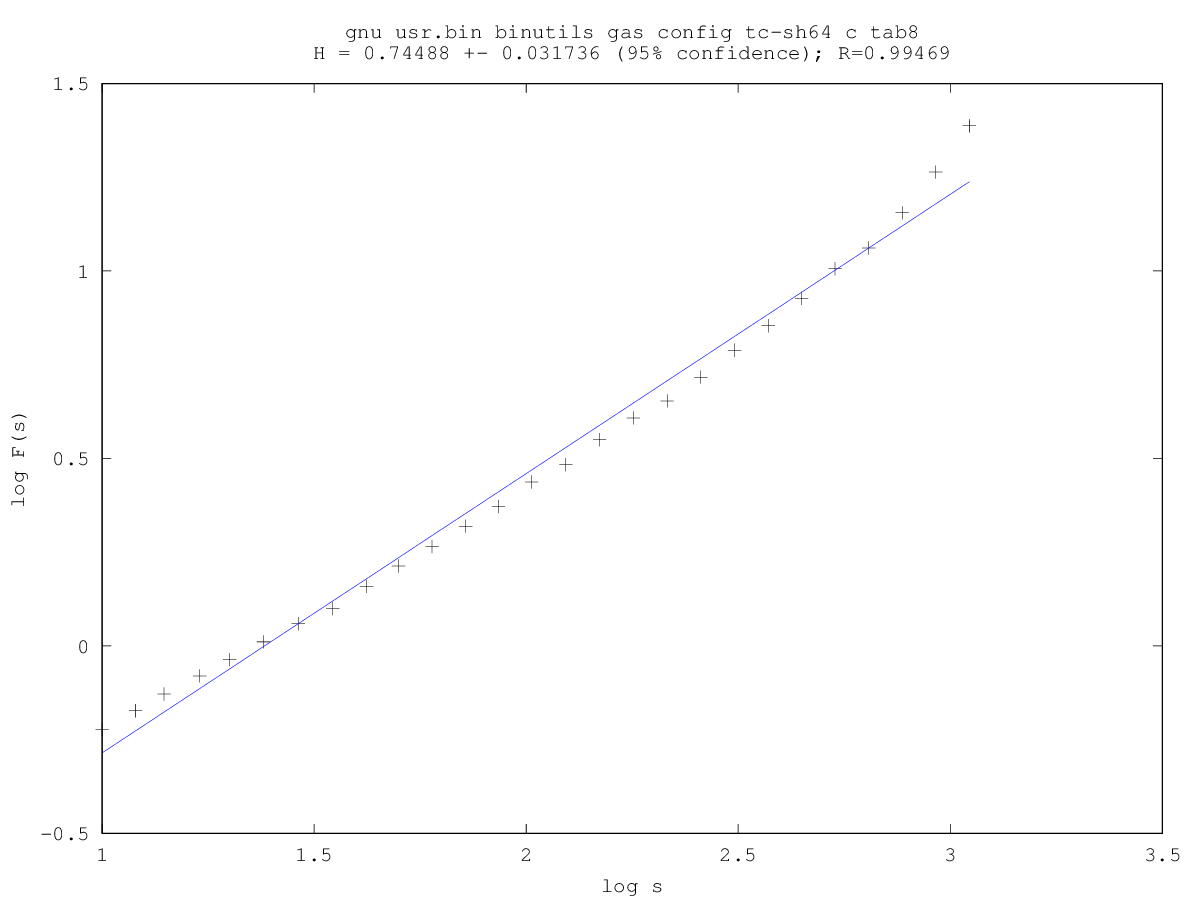 gnu usr.bin binutils gas config tc-sh64 c tab8
H = 0.74488 +- 0.031736 (95% confidence); R=0.99469
1.5
1
0.5
0
-0.5
log F(s)
1 1.5 2 2.5 3 3.5
log s